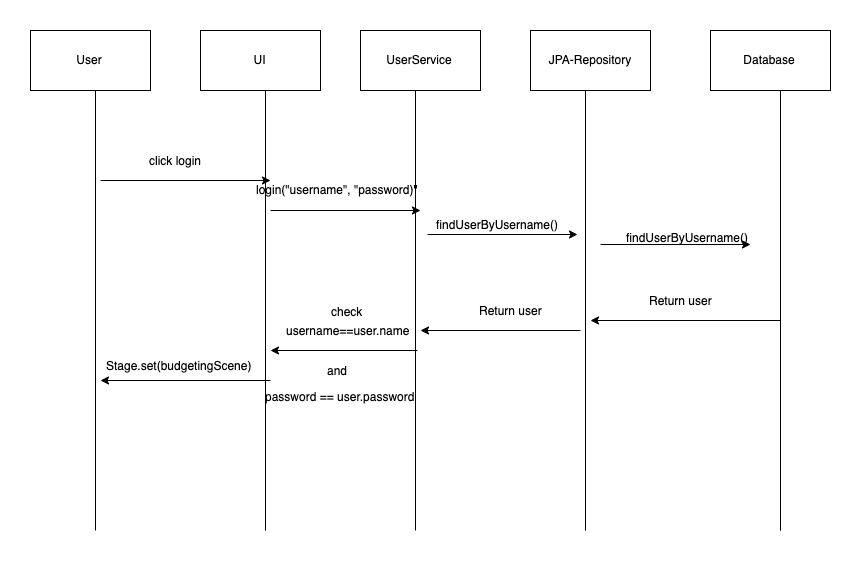 User
UI
UserService
JPA-Repository
Database
click login
login("username", "password)"
findUserByUsername()
findUserByUsername()
Return user
Return user
check
username==user.name
Stage.set(budgetingScene)
and
password == user.password